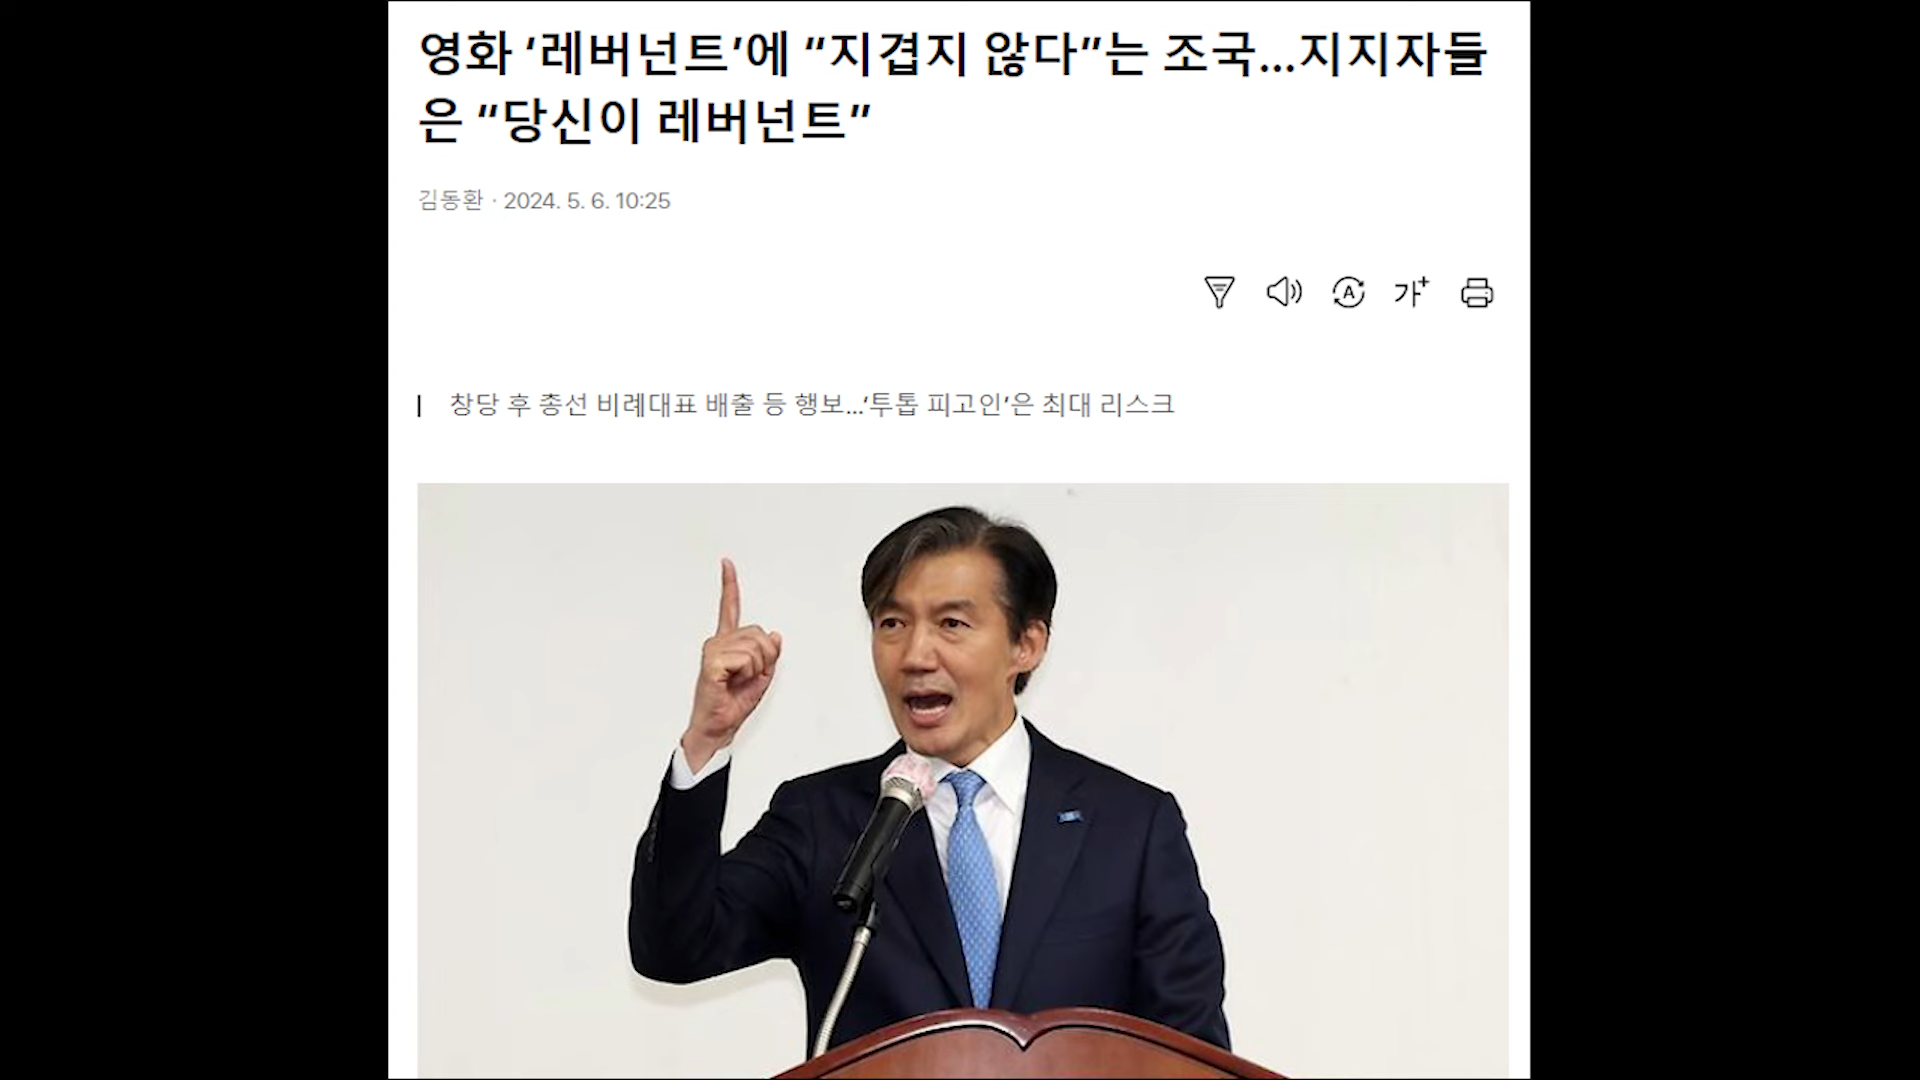 영화 ‘레버넌트’에 “지겹지 않다”는 조국…지지자들
은 “당신이 레버넌트”
김동환 · 2024. 5. 6. 10:25
가+
창당 후 총선 비례대표 배출 등 행보…‘투톱 피고인’은 최대 리스크